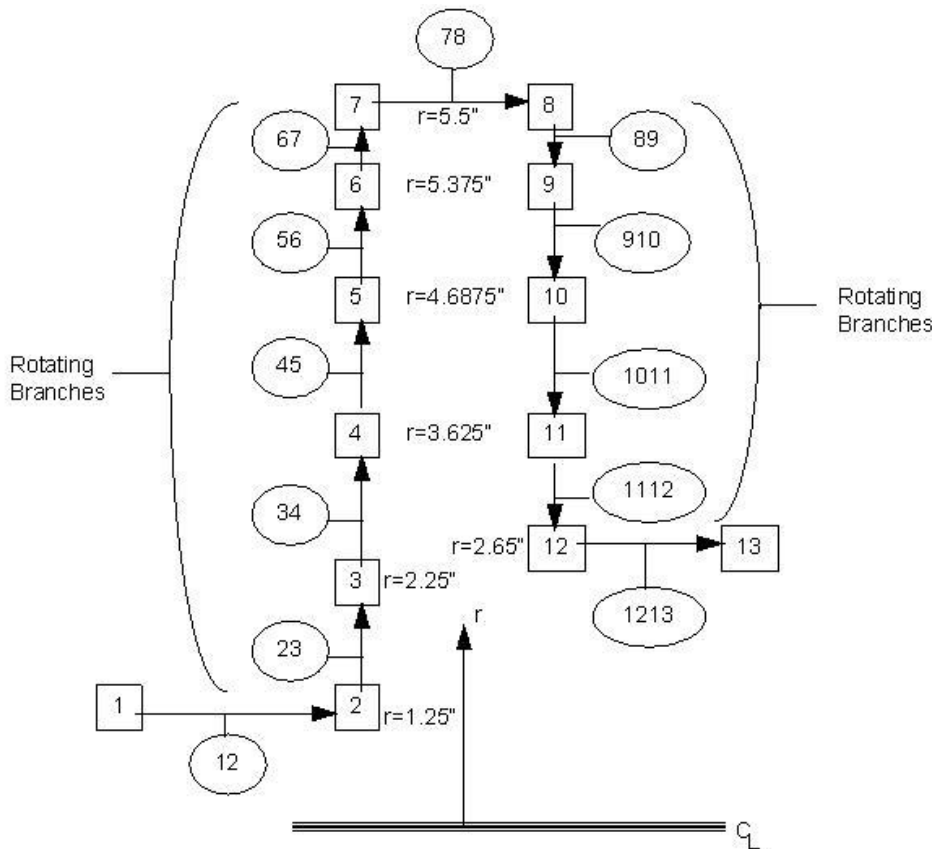 78
7
8
r=5.5"
67
89
6
r=5.375"
9
56
910
5
r=4.6875"
10
Rotating
Branches
Rotating
Branches
45
1011
4
r=3.625"
11
34
1112
r=2.65"
12
13
3
r=2.25"
1213
r
23
1
2
r=1.25"
12
CL